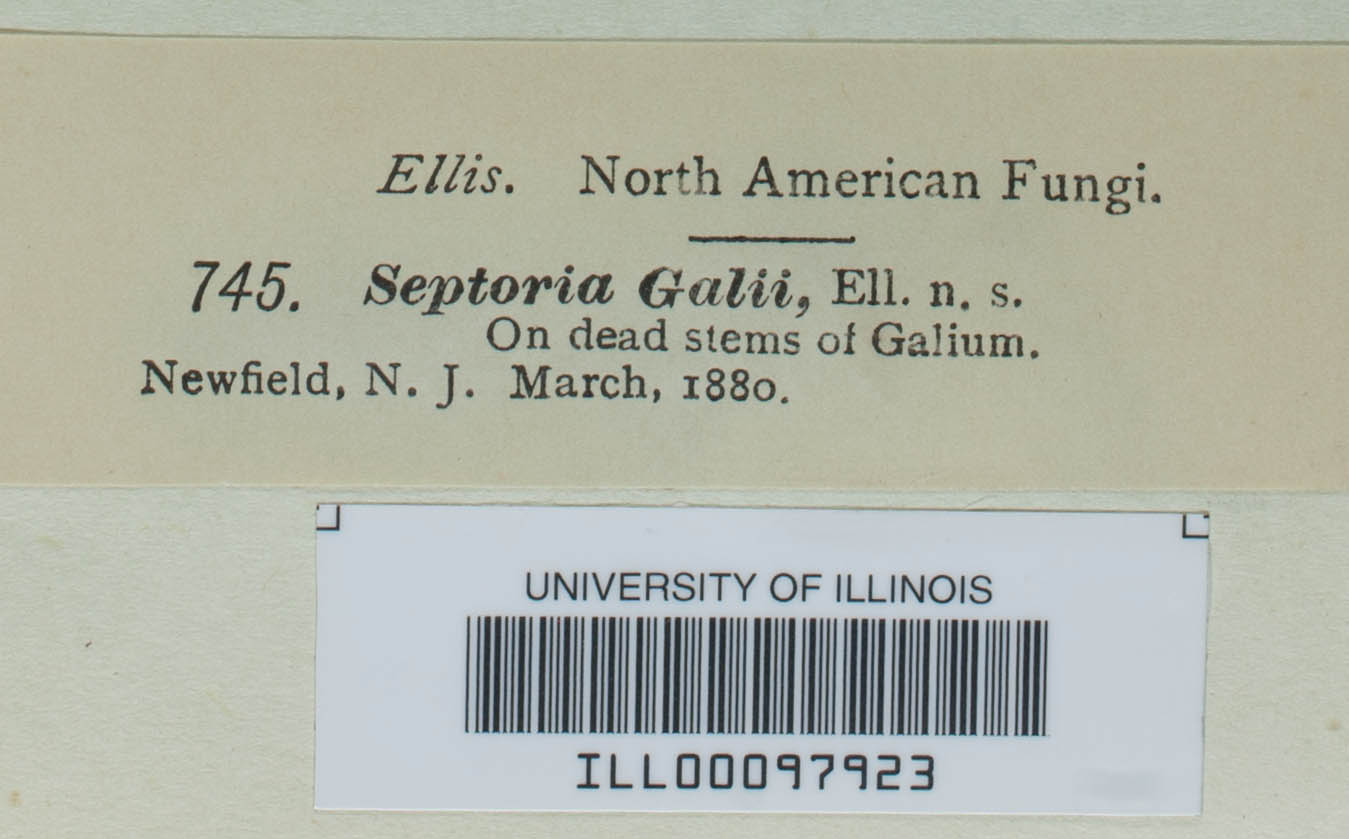 Ellis. North American Fungi.
745. Septoria Galii, Ell. n. s.
On dead stems of Galium.
Newfield, N. J. March, 1880.
UNIVERSITY OF ILLINOIS
ILL00097923